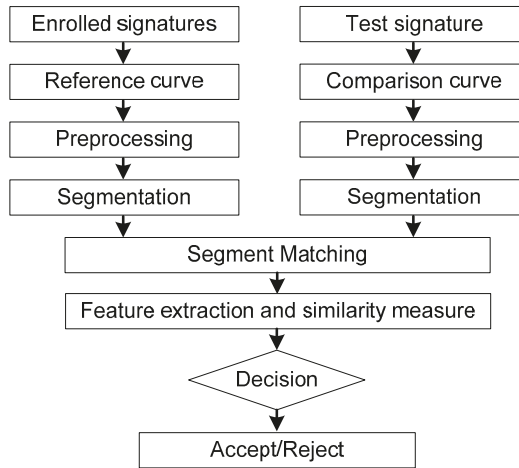 Enrolled signatures
Test signature
Reference curve
Comparison curve
Preprocessing
Preprocessing
Segmentation
Segmentation
Segment Matching
Feature extraction and similarity measure
Decision
Accept/Reject